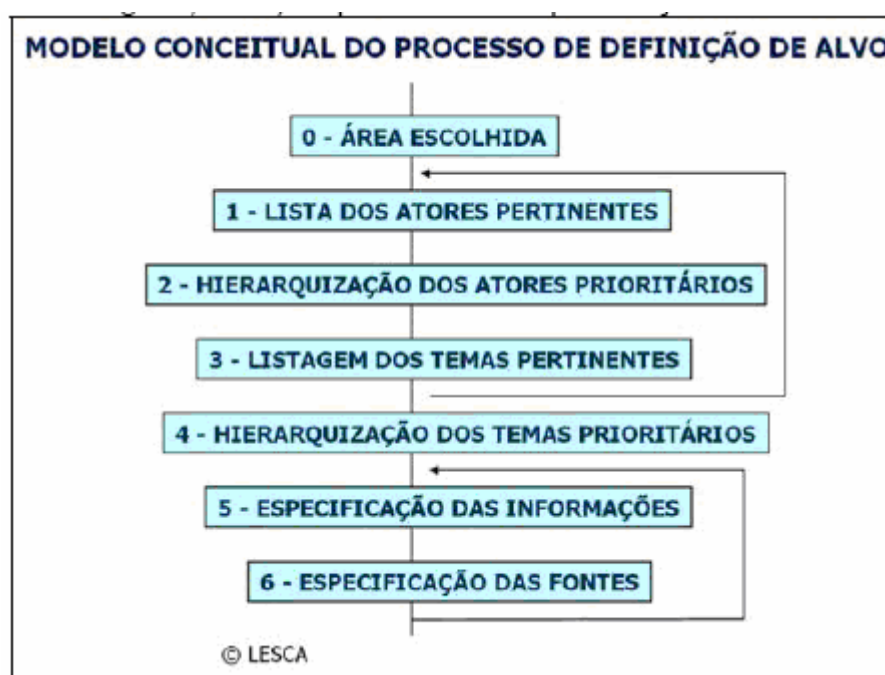 MODELO CONCEITUAL DO PROCESSO DE DEFINIÇÃO DE ALVO
0 - ÁREA ESCOLHIDA
1 - LISTA DOS ATORES PERTINENTES
2 - HIERARQUIZAÇÃO DOS ATORES PRIORITÁRIOS
3 - LISTAGEM DOS TEMAS PERTINENTES
4 - HIERARQUIZAÇÃO DOS TEMAS PRIORITÁRIOS
5 - ESPECIFICAÇÃO DAS INFORMAÇÕES
6 - ESPECIFICAÇÃO DAS FONTES
© LESCA